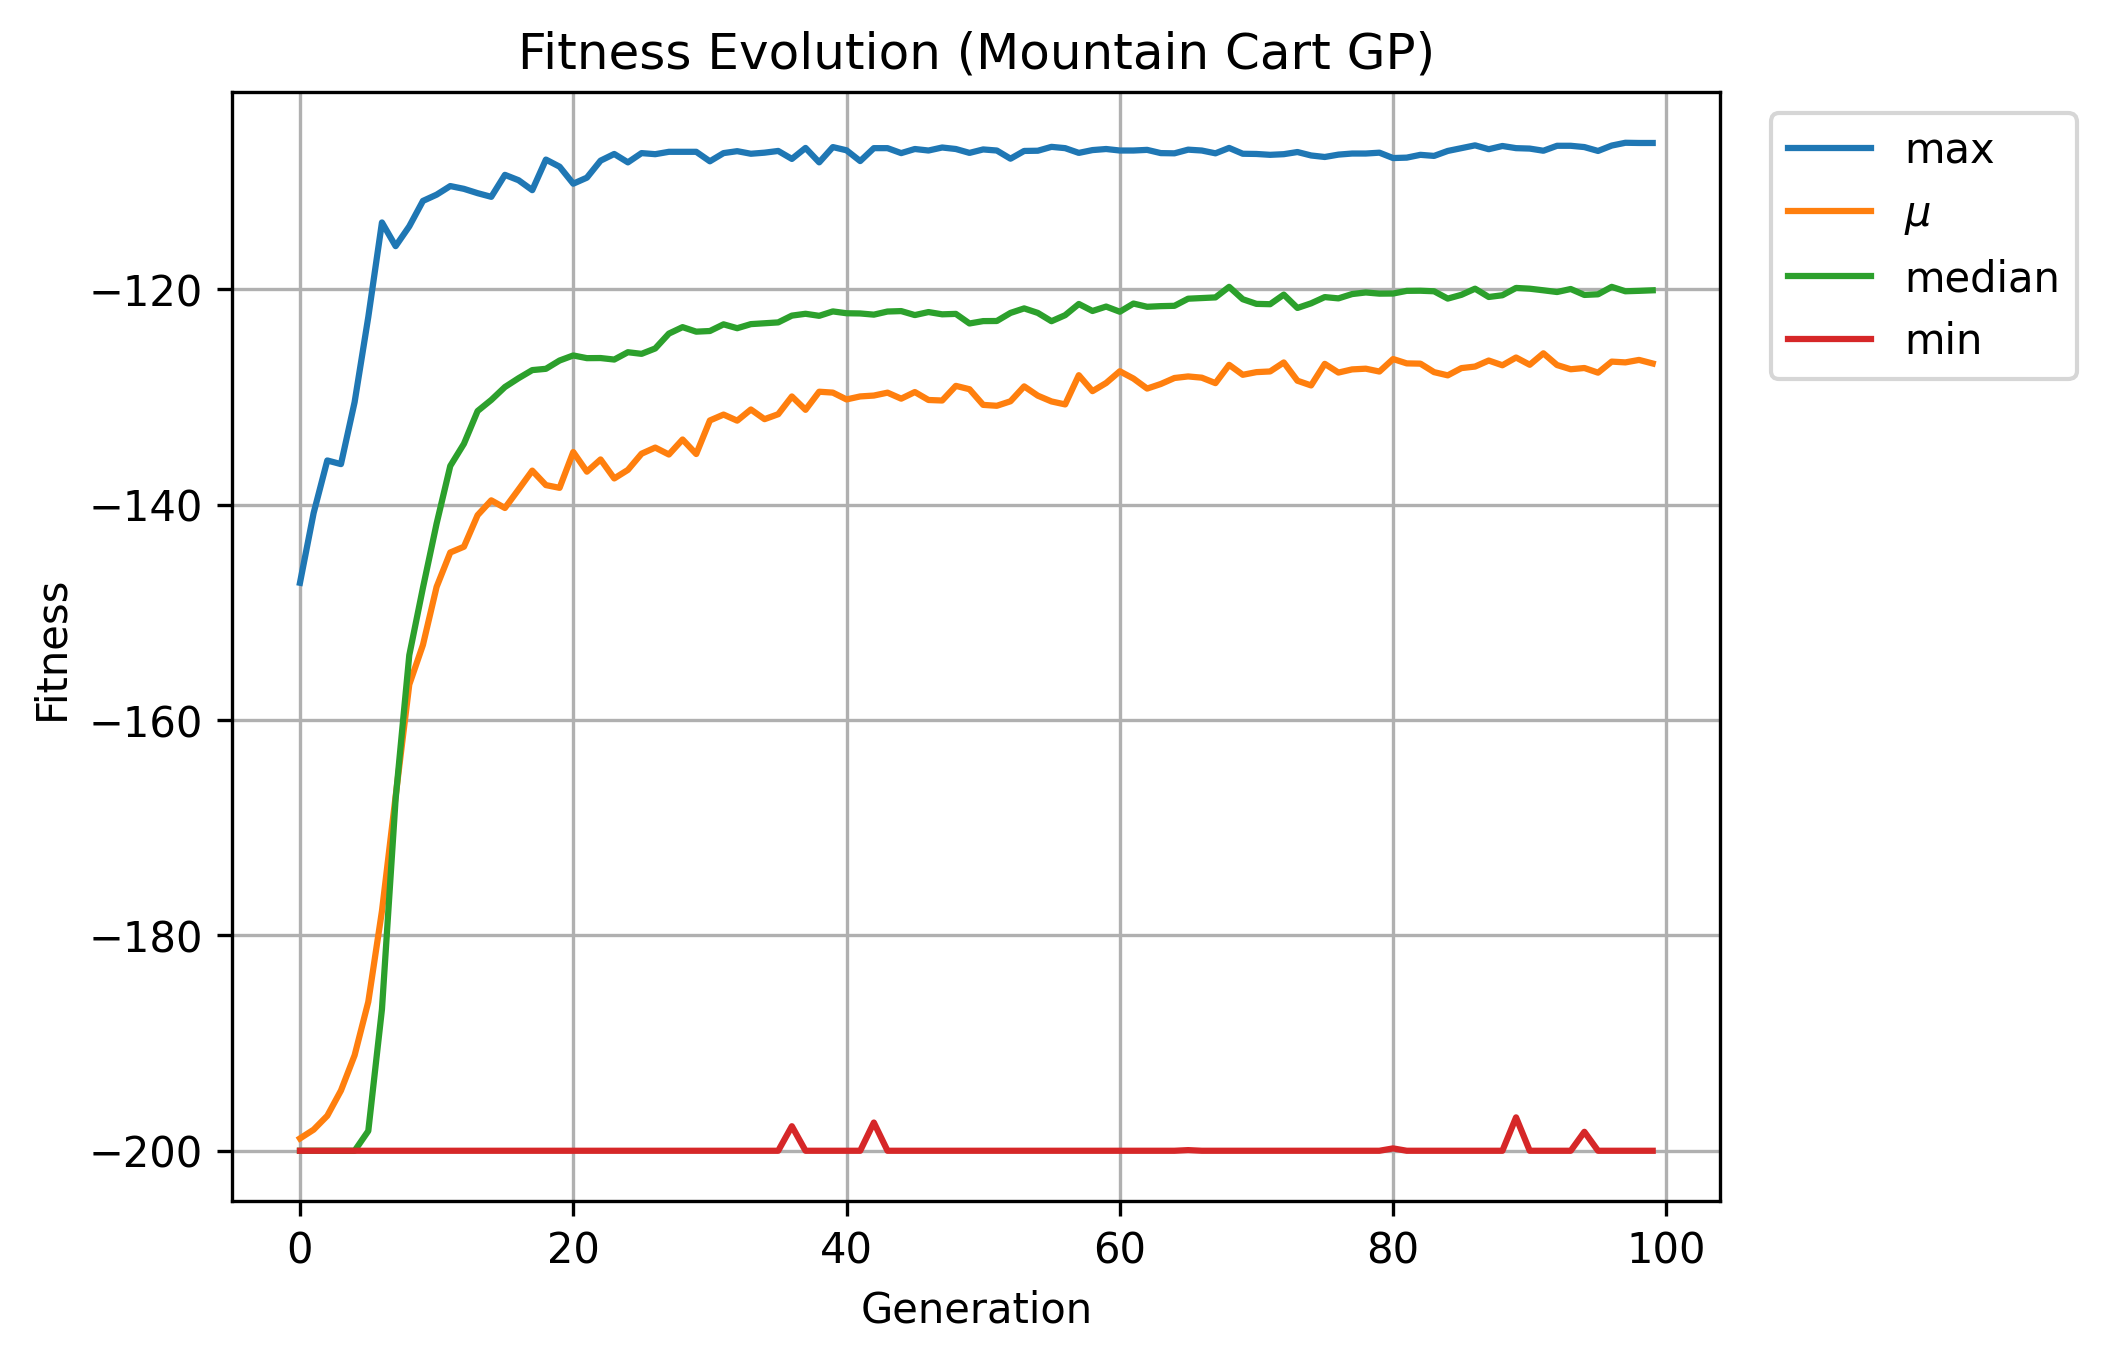 Fitness Evolution (Mountain Cart GP)
max
μ
median
min
Fitness
−120
−140
−160
−180
−200
0 20 40 60 80 100
Generation